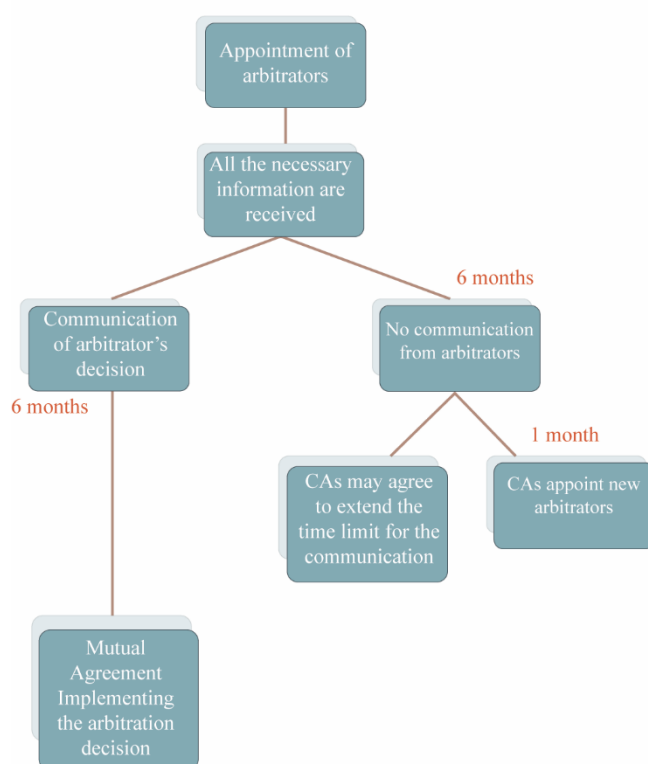 Appointment of
arbitrators
All the necessary
information are
received
6 months
Communication
of arbitrator’s
decision
No communication
from arbitrators
6 months
1 month
CAs may agree
to extend the
time limit for the
communication
CAs appoint new
arbitrators
Mutual
Agreement
Implementing
the arbitration
decision